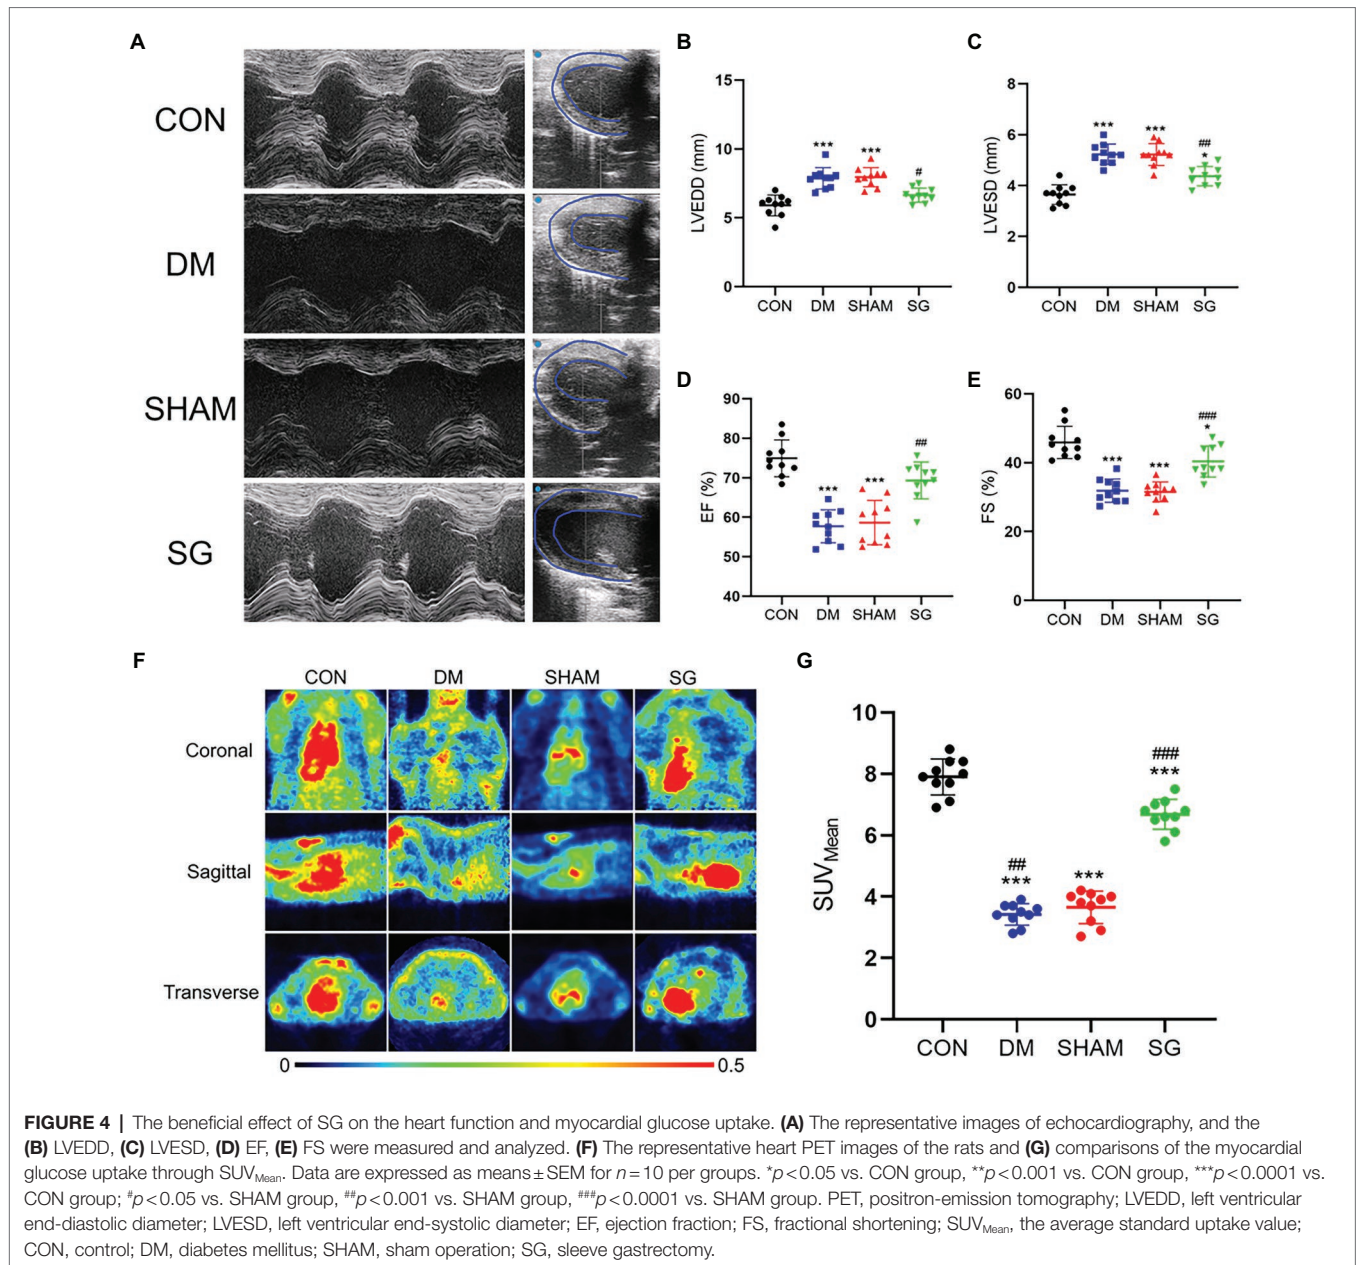 A
CON
DM
SHAM
SG
B
LVEDD (mm)
15
10
5
0
***
***
#
CON DM SHAM SG
C
LVESD (mm)
8
6
4
2
0
***
***
##
*
CON DM SHAM SG
D
EF (%)
90
80
70
60
50
40
***
***
##
CON DM SHAM SG
E
FS (%)
60
40
20
0
***
***
###
*
CON DM SHAM SG
F
CON DM SHAM SG
Coronal
Sagittal
Transverse
0 0.5
G
SUVMean
10
8
6
4
2
0
##
***
***
###
***
CON DM SHAM SG
FIGURE 4 | The beneficial effect of SG on the heart function and myocardial glucose uptake. (A) The representative images of echocardiography, and the
(B) LVEDD, (C) LVESD, (D) EF, (E) FS were measured and analyzed. (F) The representative heart PET images of the rats and (G) comparisons of the myocardial
glucose uptake through SUVMean. Data are expressed as means±SEM for n=10 per groups. *p<0.05 vs. CON group, **p<0.001 vs. CON group, ***p<0.0001 vs.
CON group; #p<0.05 vs. SHAM group, ##p<0.001 vs. SHAM group, ###p<0.0001 vs. SHAM group. PET, positron-emission tomography; LVEDD, left ventricular
end-diastolic diameter; LVESD, left ventricular end-systolic diameter; EF, ejection fraction; FS, fractional shortening; SUVMean, the average standard uptake value;
CON, control; DM, diabetes mellitus; SHAM, sham operation; SG, sleeve gastrectomy.